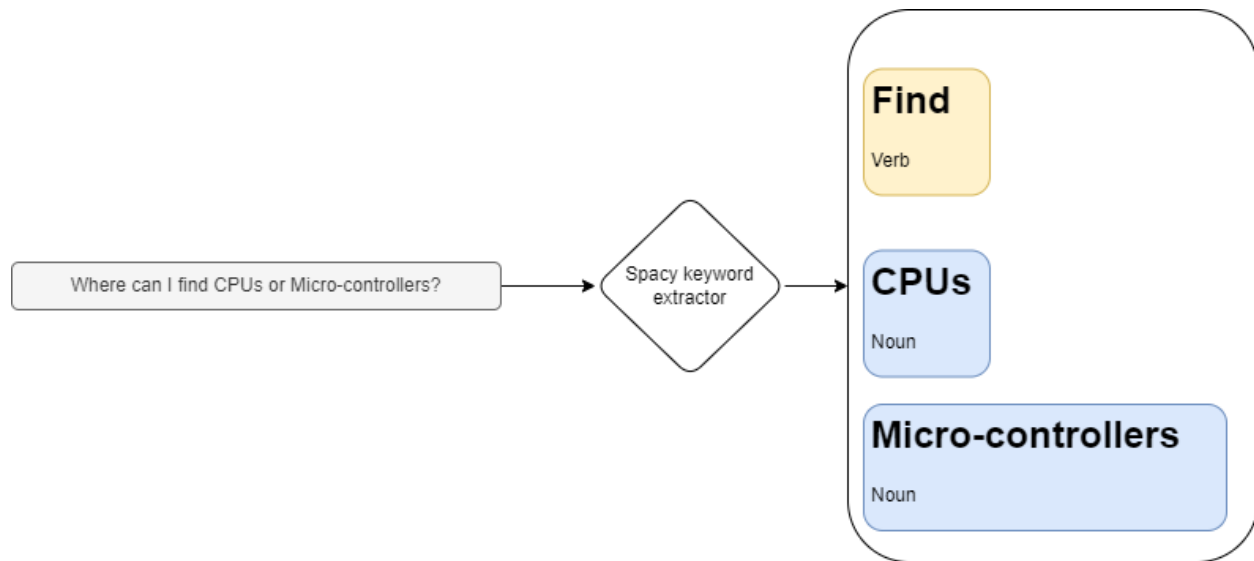 Where can I find CPUs or Micro-controllers?
Spacy keyword
extractor
Find
Verb
CPUs
Noun
Micro-controllers
Noun